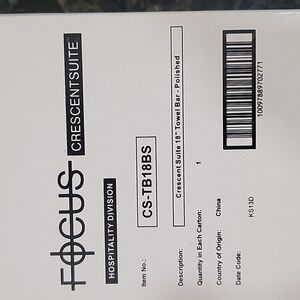 FOCUS
CRESCENTSUITE
HOSPITALITY DIVISION
Item No.: CS-TB18BS
Description: Crescent Suite 18" Towel Bar - Polished
Quantity in Each Carton: 1
Country of Origin: China
Date Code: KS13D
10097889702771